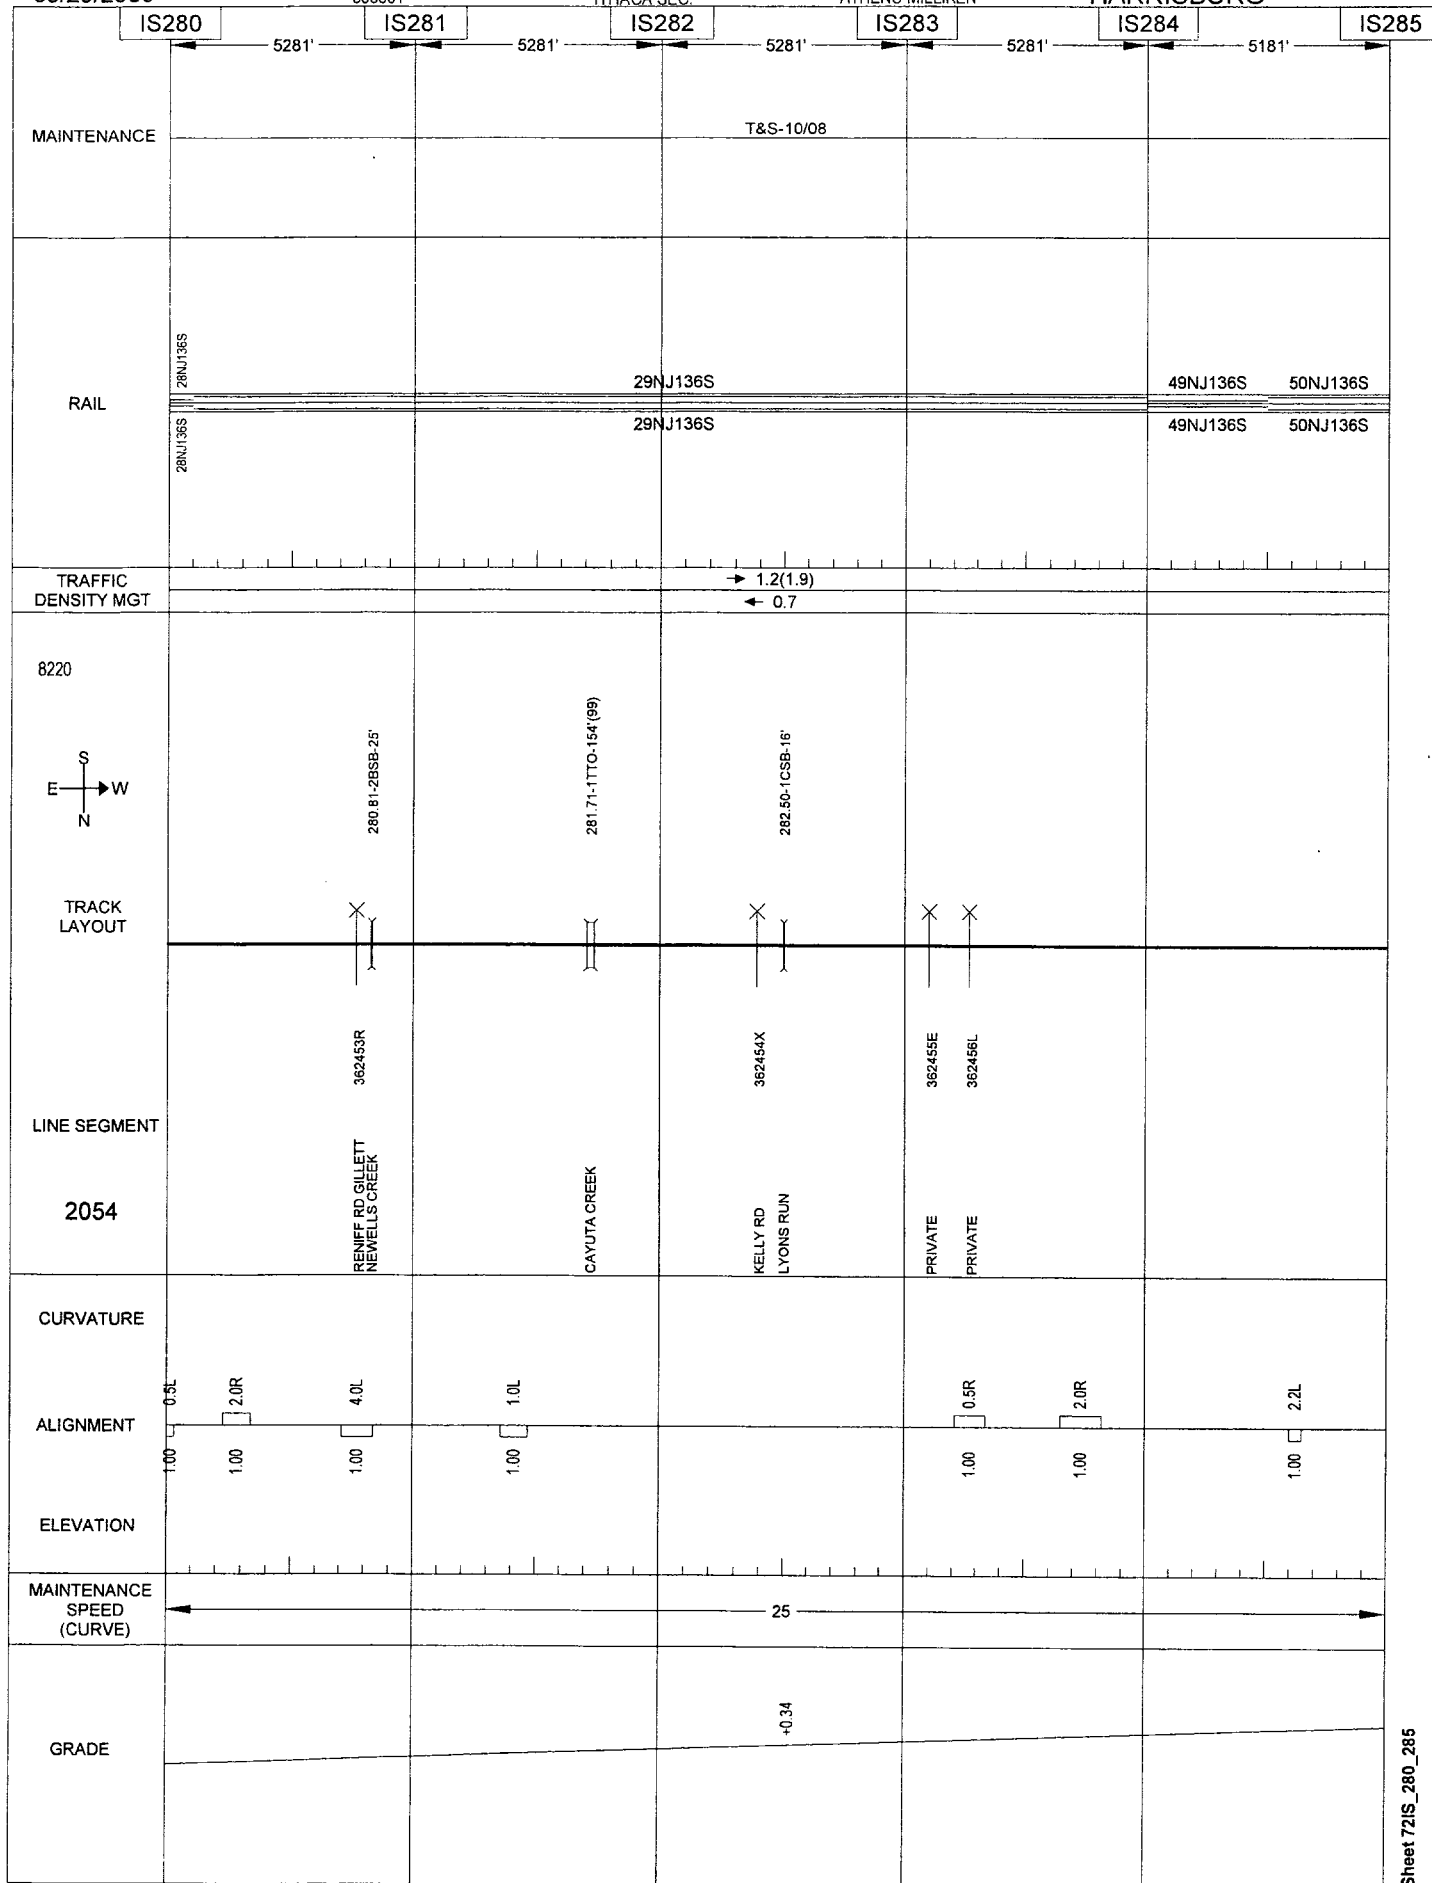 HARRISBURG
IS280 IS281 IS282 IS283 IS284 IS285
5281' 5281' 5281' 5281' 5181'
MAINTENANCE
T&S-10/08
28NJ136S
29NJ136S 49NJ136S 50NJ136S
RAIL
28NJ136S
29NJ136S 49NJ136S 50NJ136S
TRAFFIC
DENSITY MGT
1.2(1.9)
0.7
8220
S
E W
N
280.81-2BSB-25'
281.71-1TTO-154'(99)
282.50-1CSB-16'
TRACK
LAYOUT
362453R
362454X
362455E
362456L
LINE SEGMENT
2054
RENIFF RD GILLETT
NEWELLS CREEK
CAYUTA CREEK
KELLY RD
LYONS RUN
PRIVATE
PRIVATE
CURVATURE
0.5L 2.0R 4.0L 1.0L 0.5R 2.0R 2.2L
ALIGNMENT
1.00 1.00 1.00 1.00 1.00 1.00 1.00
ELEVATION
MAINTENANCE
SPEED
(CURVE)
25
GRADE
+0.34
Sheet 72IS_280_285